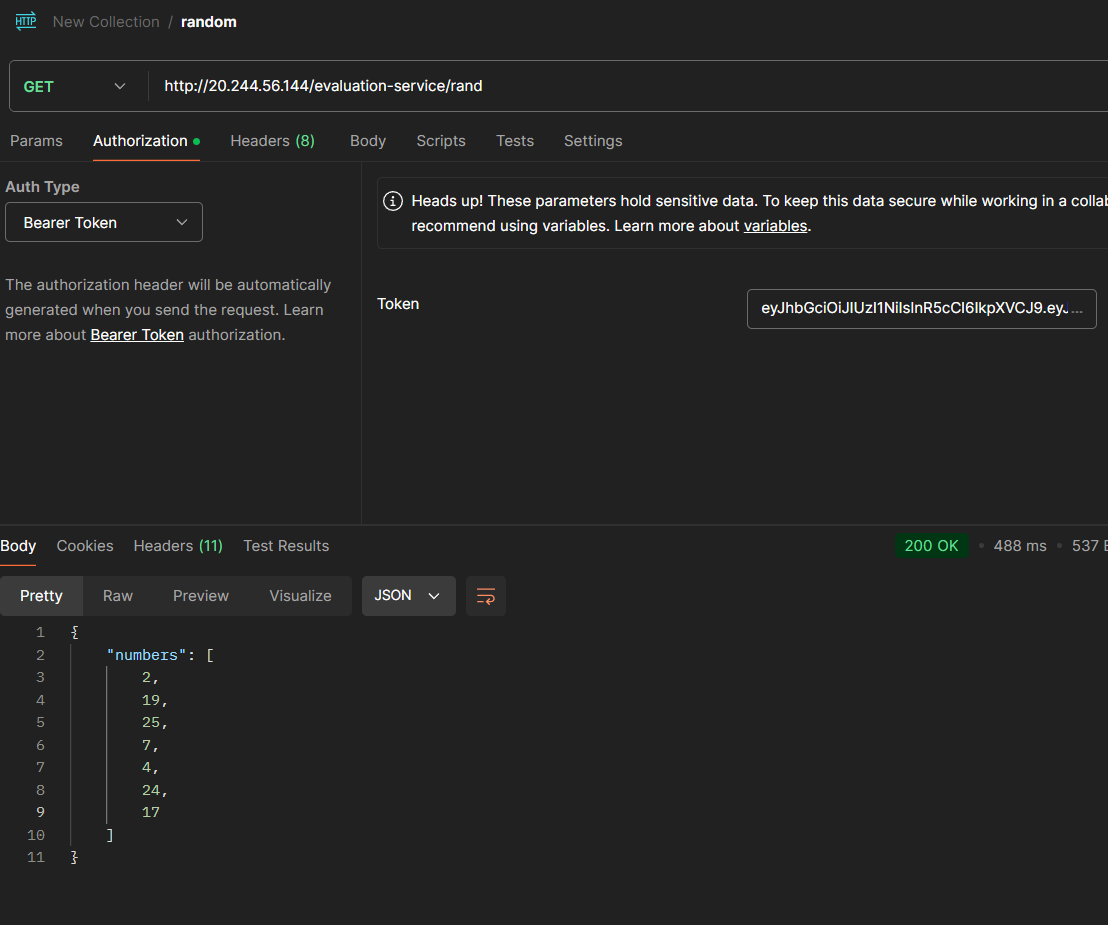 HTTP New Collection / random
GET http://20.244.56.144/evaluation-service/rand
Params Authorization Headers (8) Body Scripts Tests Settings
Auth Type
Bearer Token
The authorization header will be automatically
generated when you send the request. Learn
more about Bearer Token authorization.
Heads up! These parameters hold sensitive data. To keep this data secure while working in a collab
recommend using variables. Learn more about variables.
Token
eyJhbGciOiJIUzI1NiIsInR5cCI6IkpXVCJ9.eyJ...
Body Cookies Headers (11) Test Results 200 OK • 488 ms • 537
Pretty Raw Preview Visualize JSON
1 {
2 "numbers": [
3 2,
4 19,
5 25,
6 7,
7 4,
8 24,
9 17
10 ]
11 }